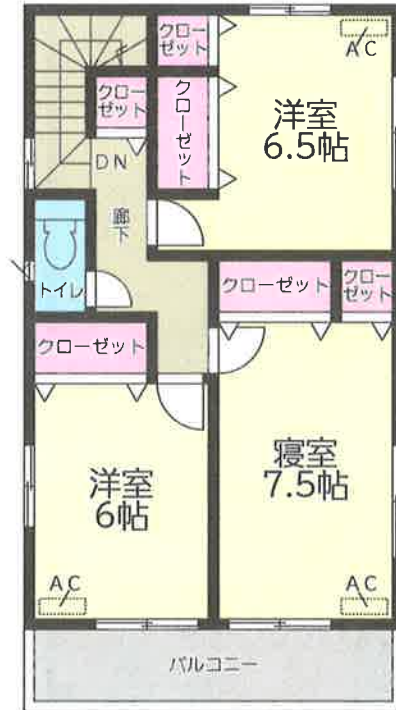 クロー
ゼット
AC
クロー
ゼット
クローゼット
洋室
6.5帖
DN
廊下
トイレ
クローゼット
クロー
ゼット
クローゼット
洋室
6帖
寝室
7.5帖
AC
AC
バルコニー